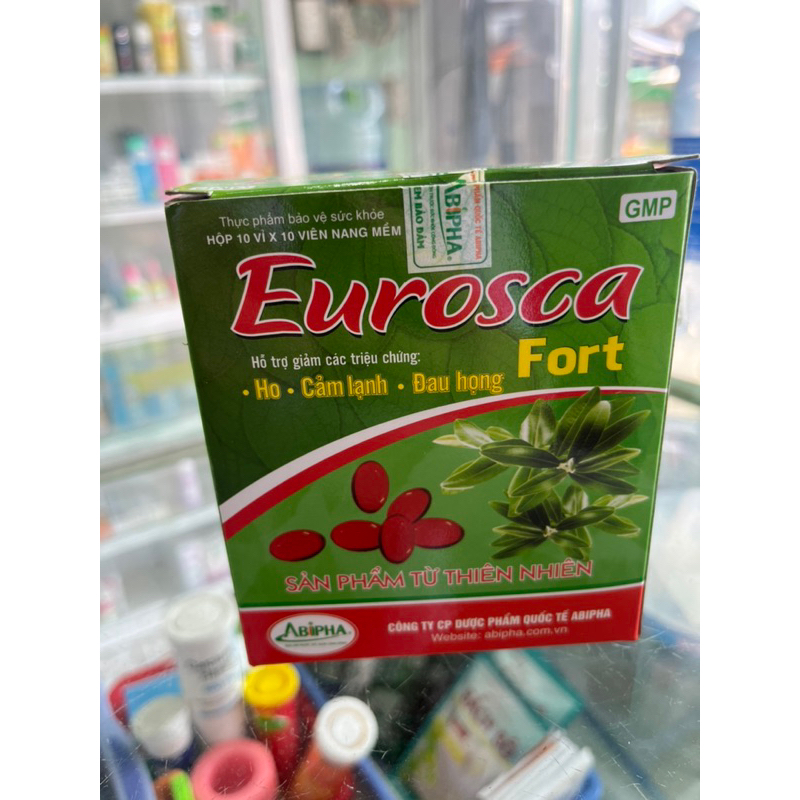 Thực phẩm bảo vệ sức khỏe
HỘP 10 VỈ X 10 VIÊN NANG MỀM
ABiPHA
GMP
Eurosca
Fort
Hỗ trợ giảm các triệu chứng:
• Ho • Cảm lạnh • Đau họng
SẢN PHẨM TỪ THIÊN NHIÊN
ABiPHA
CÔNG TY CP DƯỢC PHẨM QUỐC TẾ ABIPHA
Website: abipha.com.vn